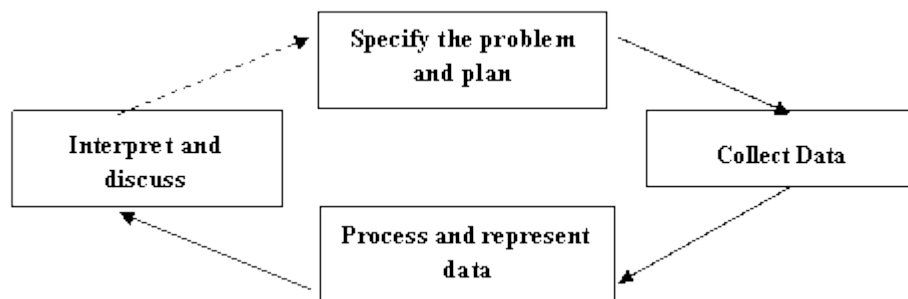 Specify the problem
and plan
Collect Data
Process and represent
data
Interpret and
discuss